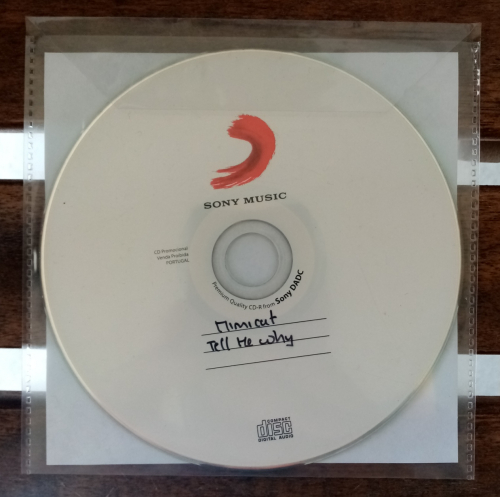 SONY MUSIC
CD Promocional
Venda Proibida
PORTUGAL
Premium Quality CD-R from Sony DADC
Mimicat
Tell Me Why
COMPACT
disc
DIGITAL AUDIO